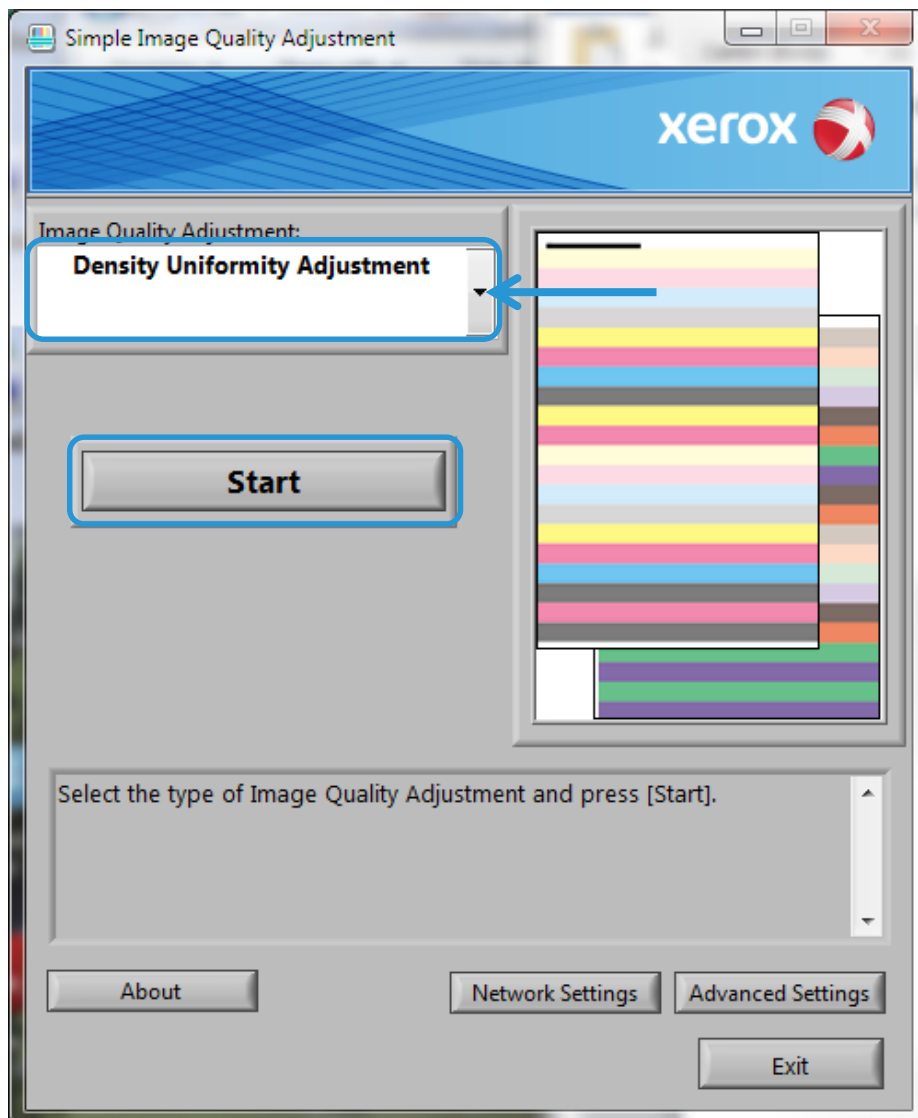 Simple Image Quality Adjustment
xerox
Image Quality Adjustment:
Density Uniformity Adjustment
Start
Select the type of Image Quality Adjustment and press [Start].
About
Network Settings
Advanced Settings
Exit